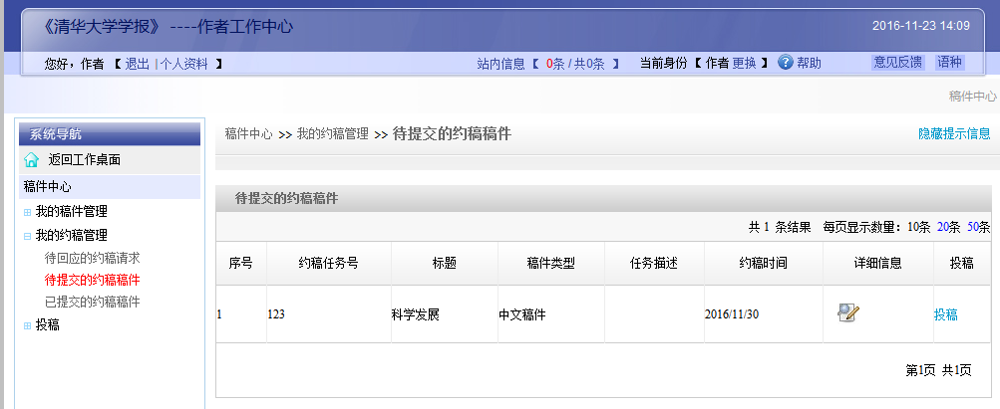 《清华大学学报》 ----作者工作中心
2016-11-23 14:09
您好，作者 【 退出 | 个人资料 】 站内信息 【 0条 / 共0条 】 当前身份 【 作者 更换 】 帮助 意见反馈 语种
稿件中心
系统导航
返回工作桌面
稿件中心
我的稿件管理
我的约稿管理
待回应的约稿请求
待提交的约稿稿件
已提交的约稿稿件
投稿
稿件中心 >> 我的约稿管理 >> 待提交的约稿稿件 隐藏提示信息
待提交的约稿稿件
共 1 条结果 每页显示数量：10条 20条 50条
序号 约稿任务号 标题 稿件类型 任务描述 约稿时间 详细信息 投稿
1 123 科学发展 中文稿件 2016/11/30 投稿
第1页 共1页